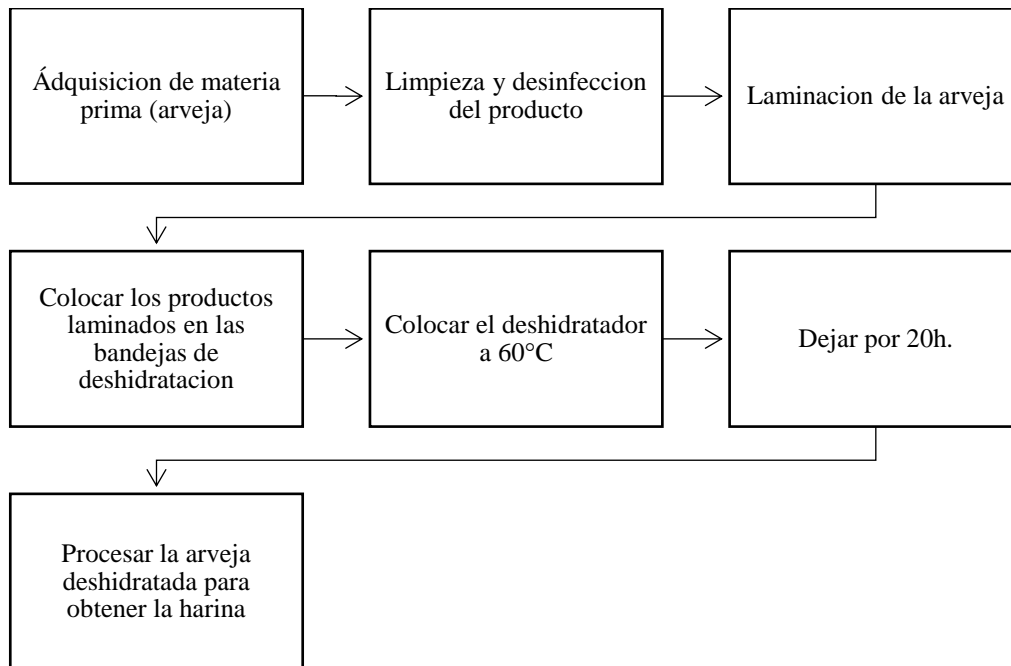 Ádquisicion de materia
prima (arveja)
Limpieza y desinfeccion
del producto
Laminacion de la arveja
Colocar los productos
laminados en las
bandejas de
deshidratacion
Colocar el deshidratador
a 60°C
Dejar por 20h.
Procesar la arveja
deshidratada para
obtener la harina